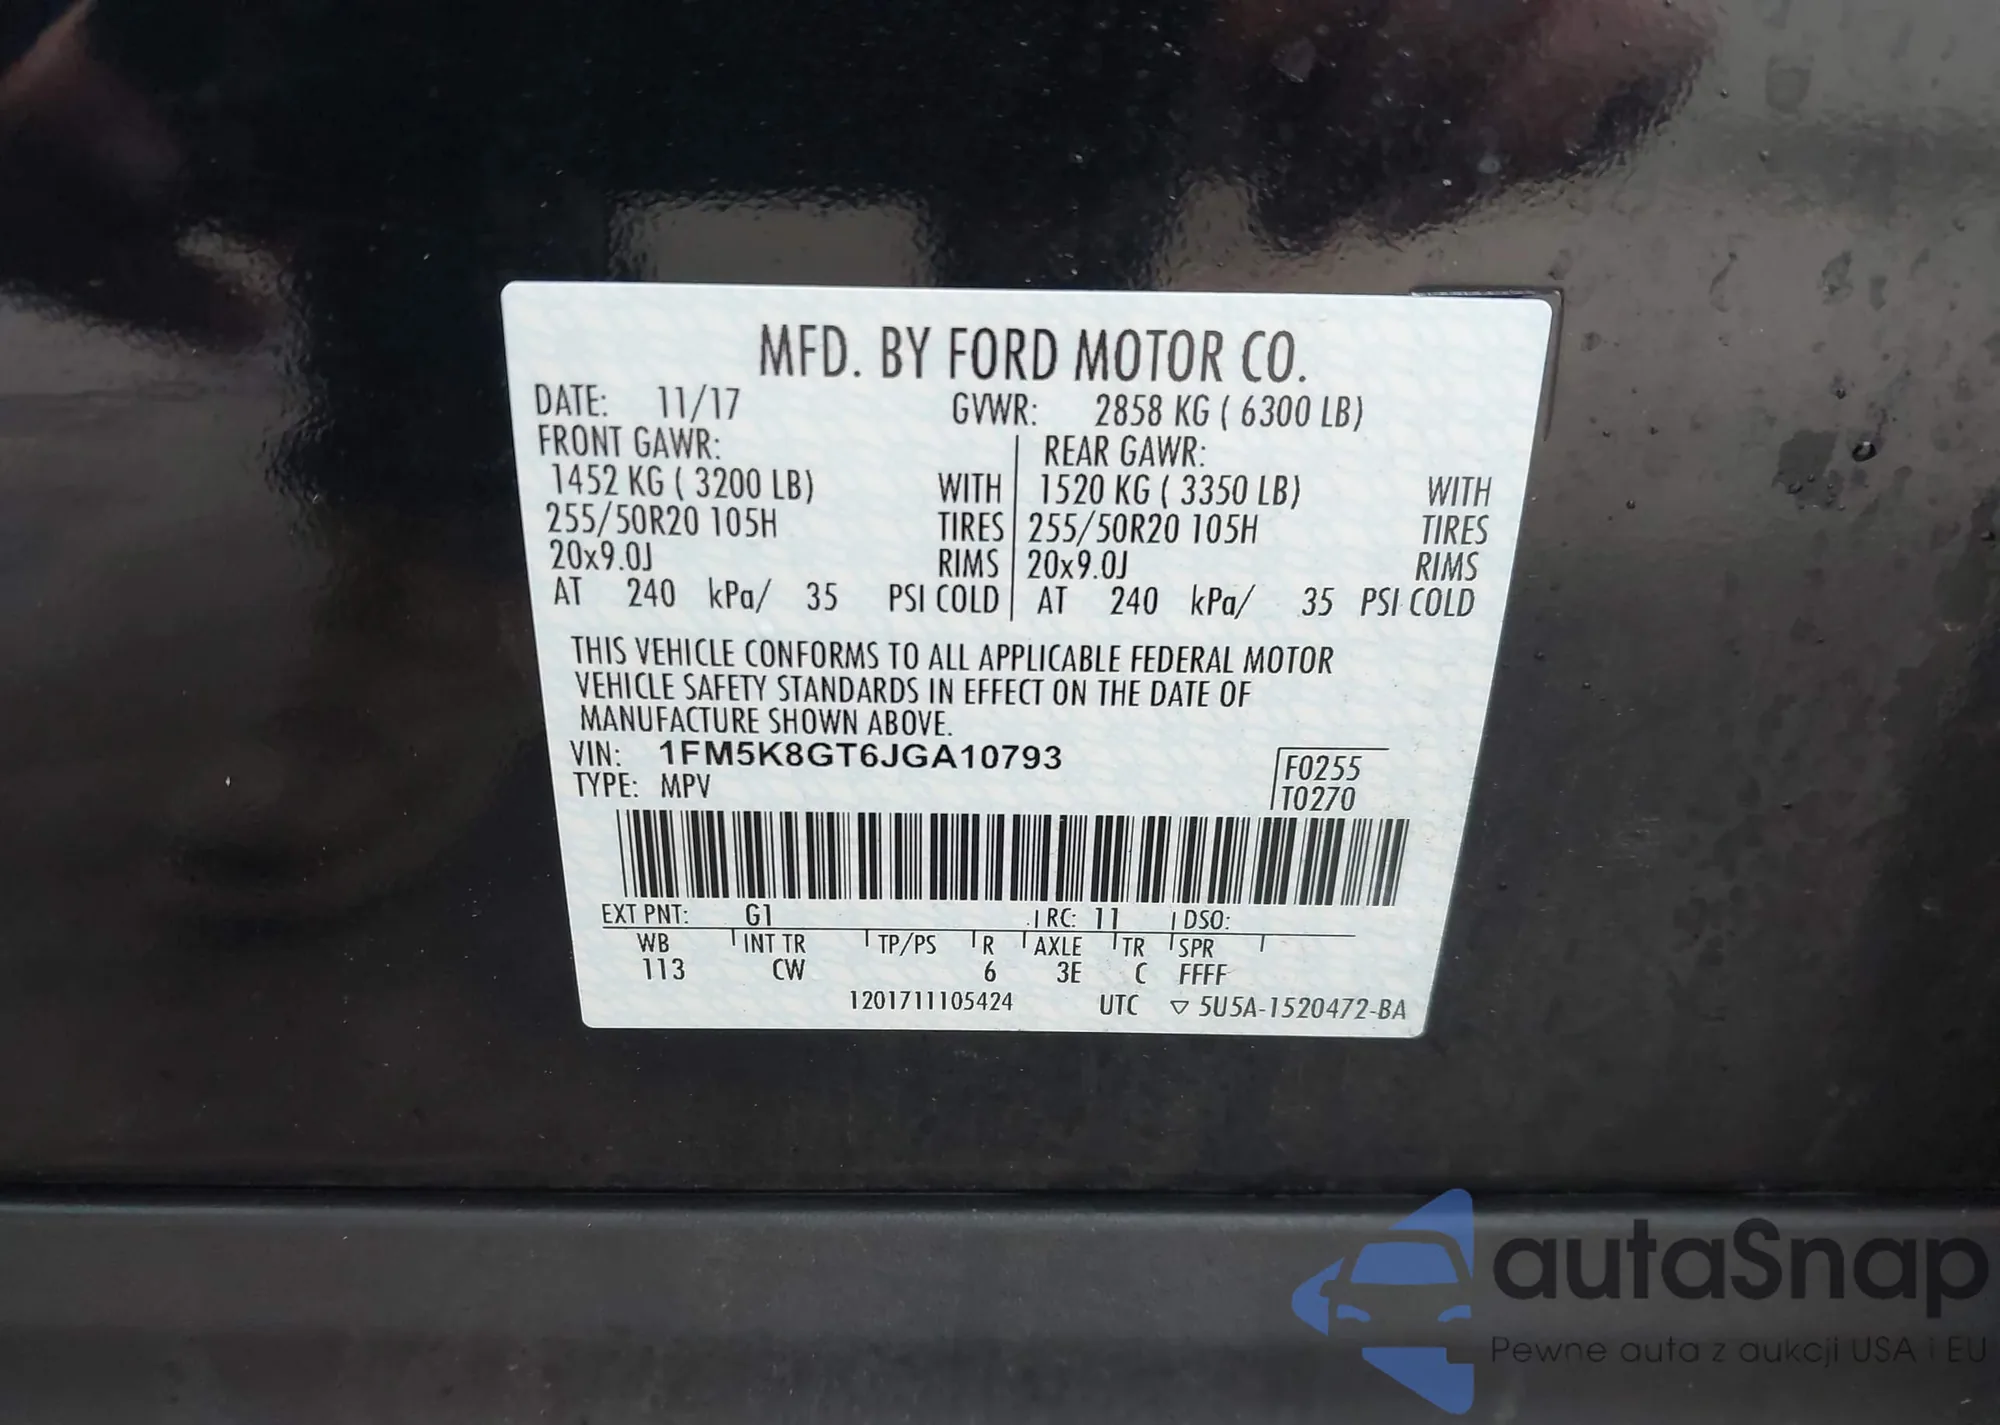 MFD. BY FORD MOTOR CO.
DATE: 11/17 GVWR: 2858 KG ( 6300 LB)
FRONT GAWR: REAR GAWR:
1452 KG ( 3200 LB) WITH 1520 KG ( 3350 LB) WITH
255/50R20 105H TIRES 255/50R20 105H TIRES
20x9.0J RIMS 20x9.0J RIMS
AT 240 kPa/ 35 PSI COLD AT 240 kPa/ 35 PSI COLD
THIS VEHICLE CONFORMS TO ALL APPLICABLE FEDERAL MOTOR
VEHICLE SAFETY STANDARDS IN EFFECT ON THE DATE OF
MANUFACTURE SHOWN ABOVE.
VIN: 1FM5K8GT6JGA10793 F0255
TYPE: MPV T0270
EXT PNT: G1 RC: 11 DSO:
WB INT TR TP/PS R AXLE TR SPR
113 CW 6 3E C FFFF
1201711105424 UTC ▽ 5U5A-1520472-BA
autaSnap
Pewne auta z aukcji USA i EU